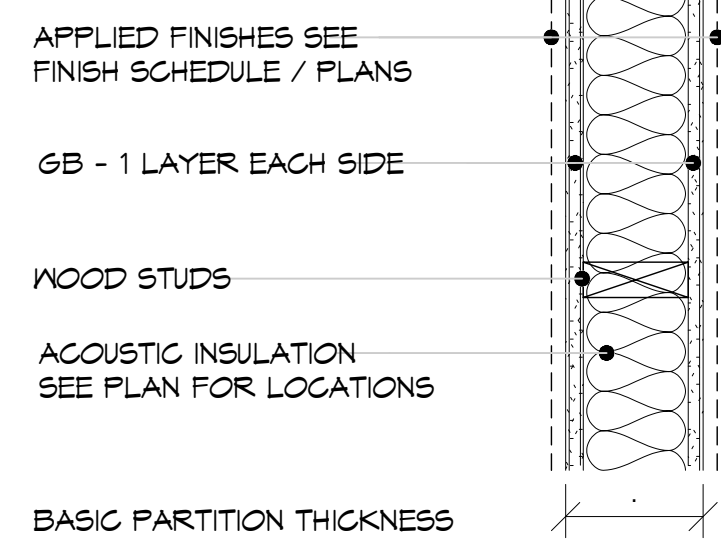 APPLIED FINISHES SEE
FINISH SCHEDULE / PLANS
GB - 1 LAYER EACH SIDE
WOOD STUDS
ACOUSTIC INSULATION
SEE PLAN FOR LOCATIONS
BASIC PARTITION THICKNESS